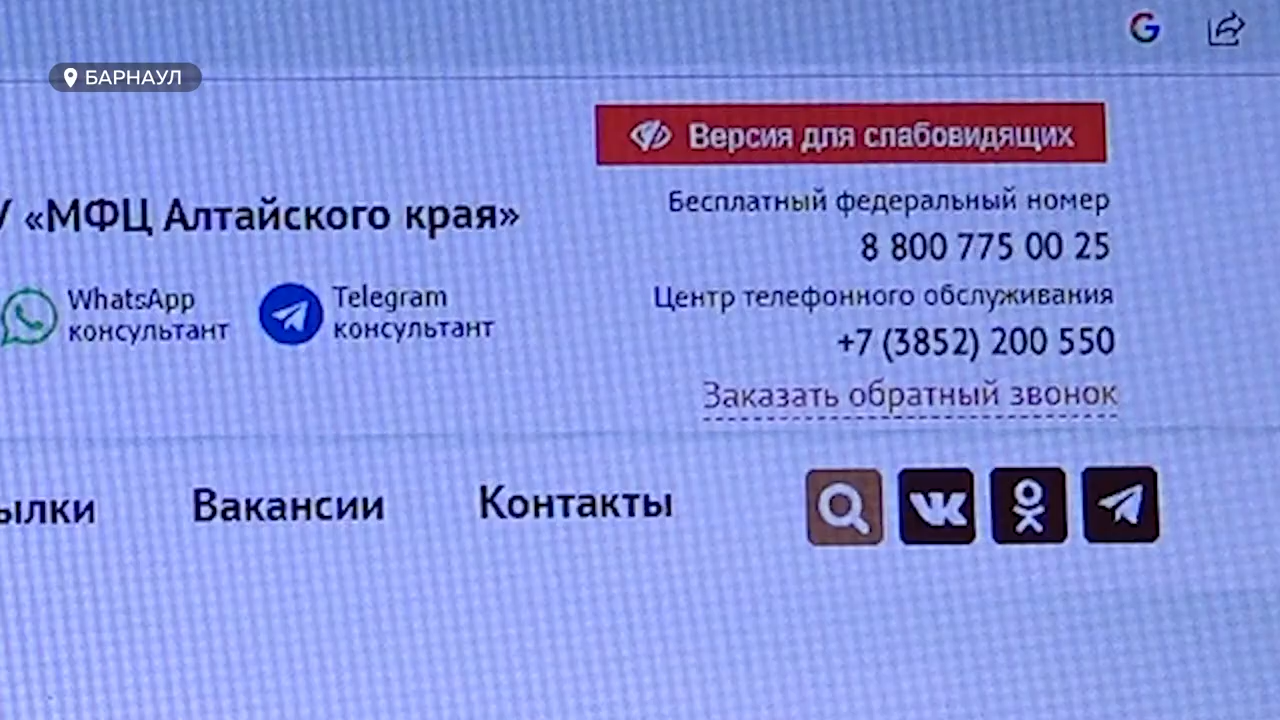 БАРНАУЛ
Версия для слабовидящих
«МФЦ Алтайского края»
Бесплатный федеральный номер
8 800 775 00 25
WhatsApp
консультант
Telegram
консультант
Центр телефонного обслуживания
+7 (3852) 200 550
Заказать обратный звонок
Вакансии
Контакты